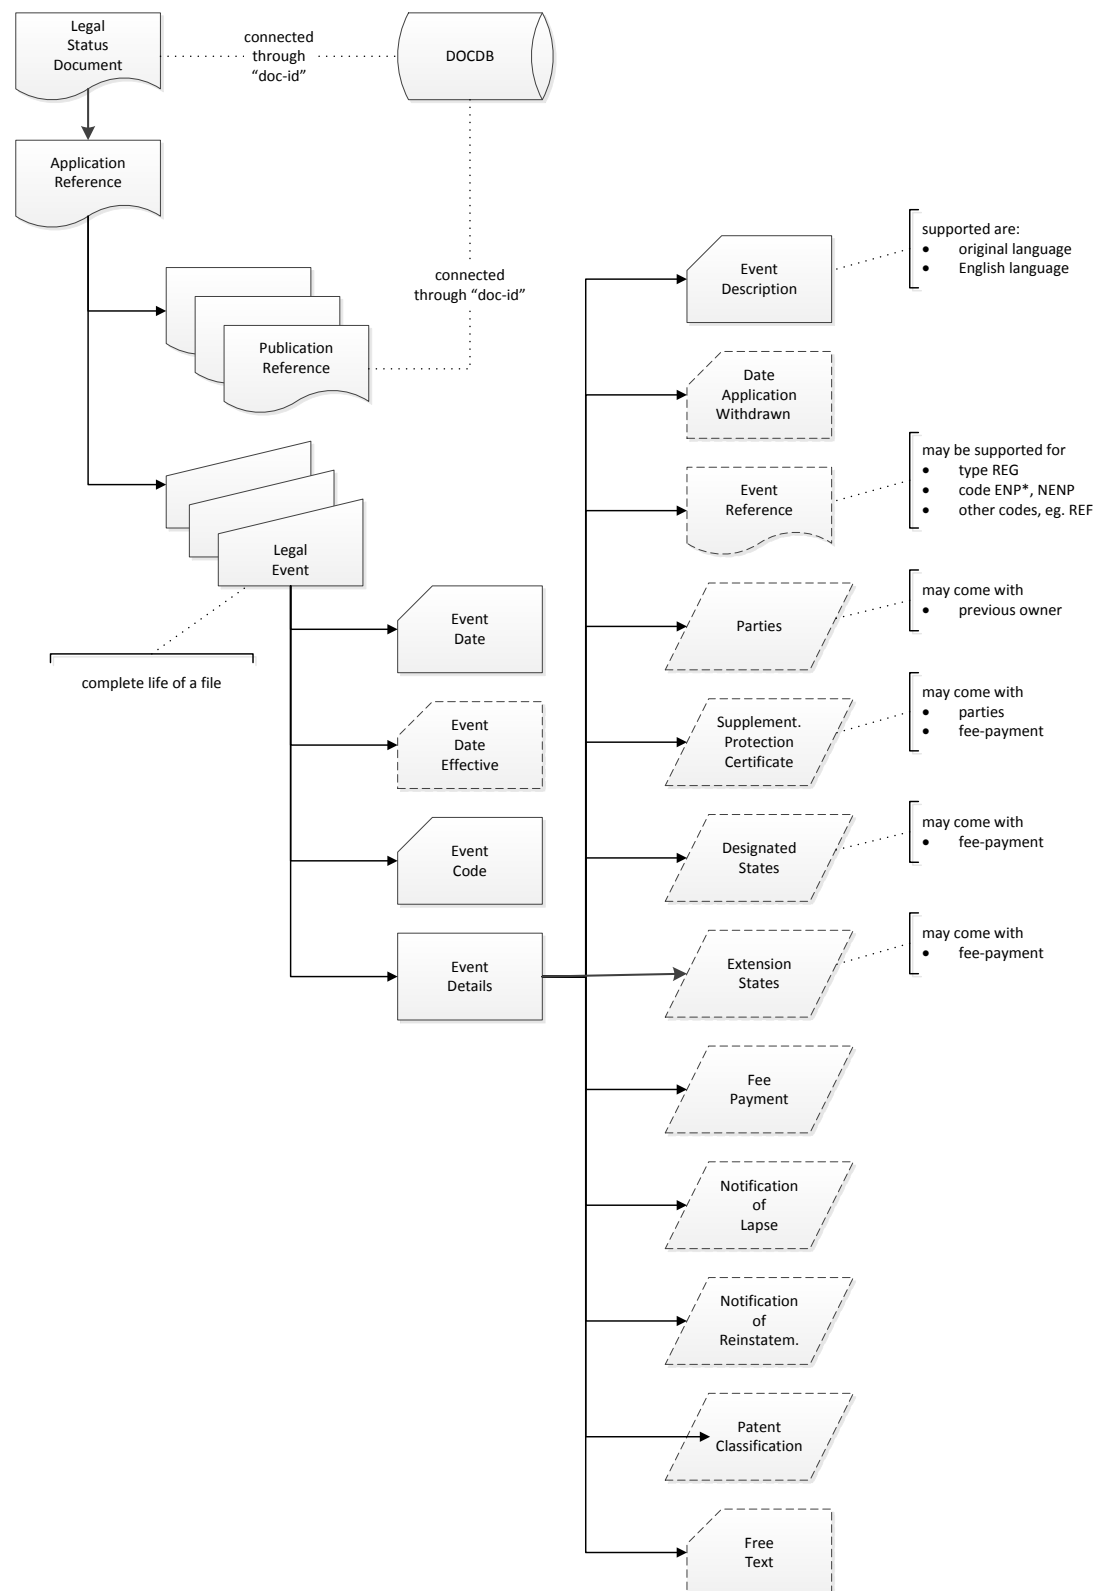 Legal
Status
Document
connected
through
“doc-id”
DOCDB
Application
Reference
Publication
Reference
connected
through “doc-id”
Legal
Event
complete life of a file
Event
Date
Event
Date
Effective
Event
Code
Event
Details
Event
Description
supported are:
• original language
• English language
Date
Application
Withdrawn
Event
Reference
may be supported for
• type REG
• code ENP*, NENP
• other codes, eg. REF
Parties
may come with
• previous owner
Supplement.
Protection
Certificate
may come with
• parties
• fee-payment
Designated
States
may come with
• fee-payment
Extension
States
may come with
• fee-payment
Fee
Payment
Notification
of
Lapse
Notification
of
Reinstatem.
Patent
Classification
Free
Text